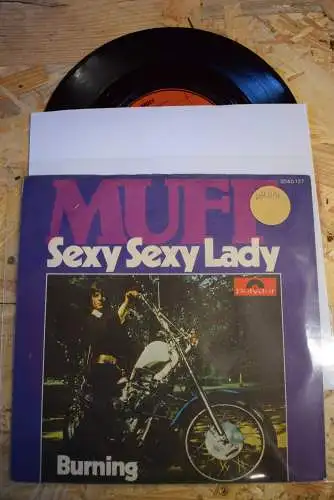 MUFF
Sexy Sexy Lady
Polydor
Burning